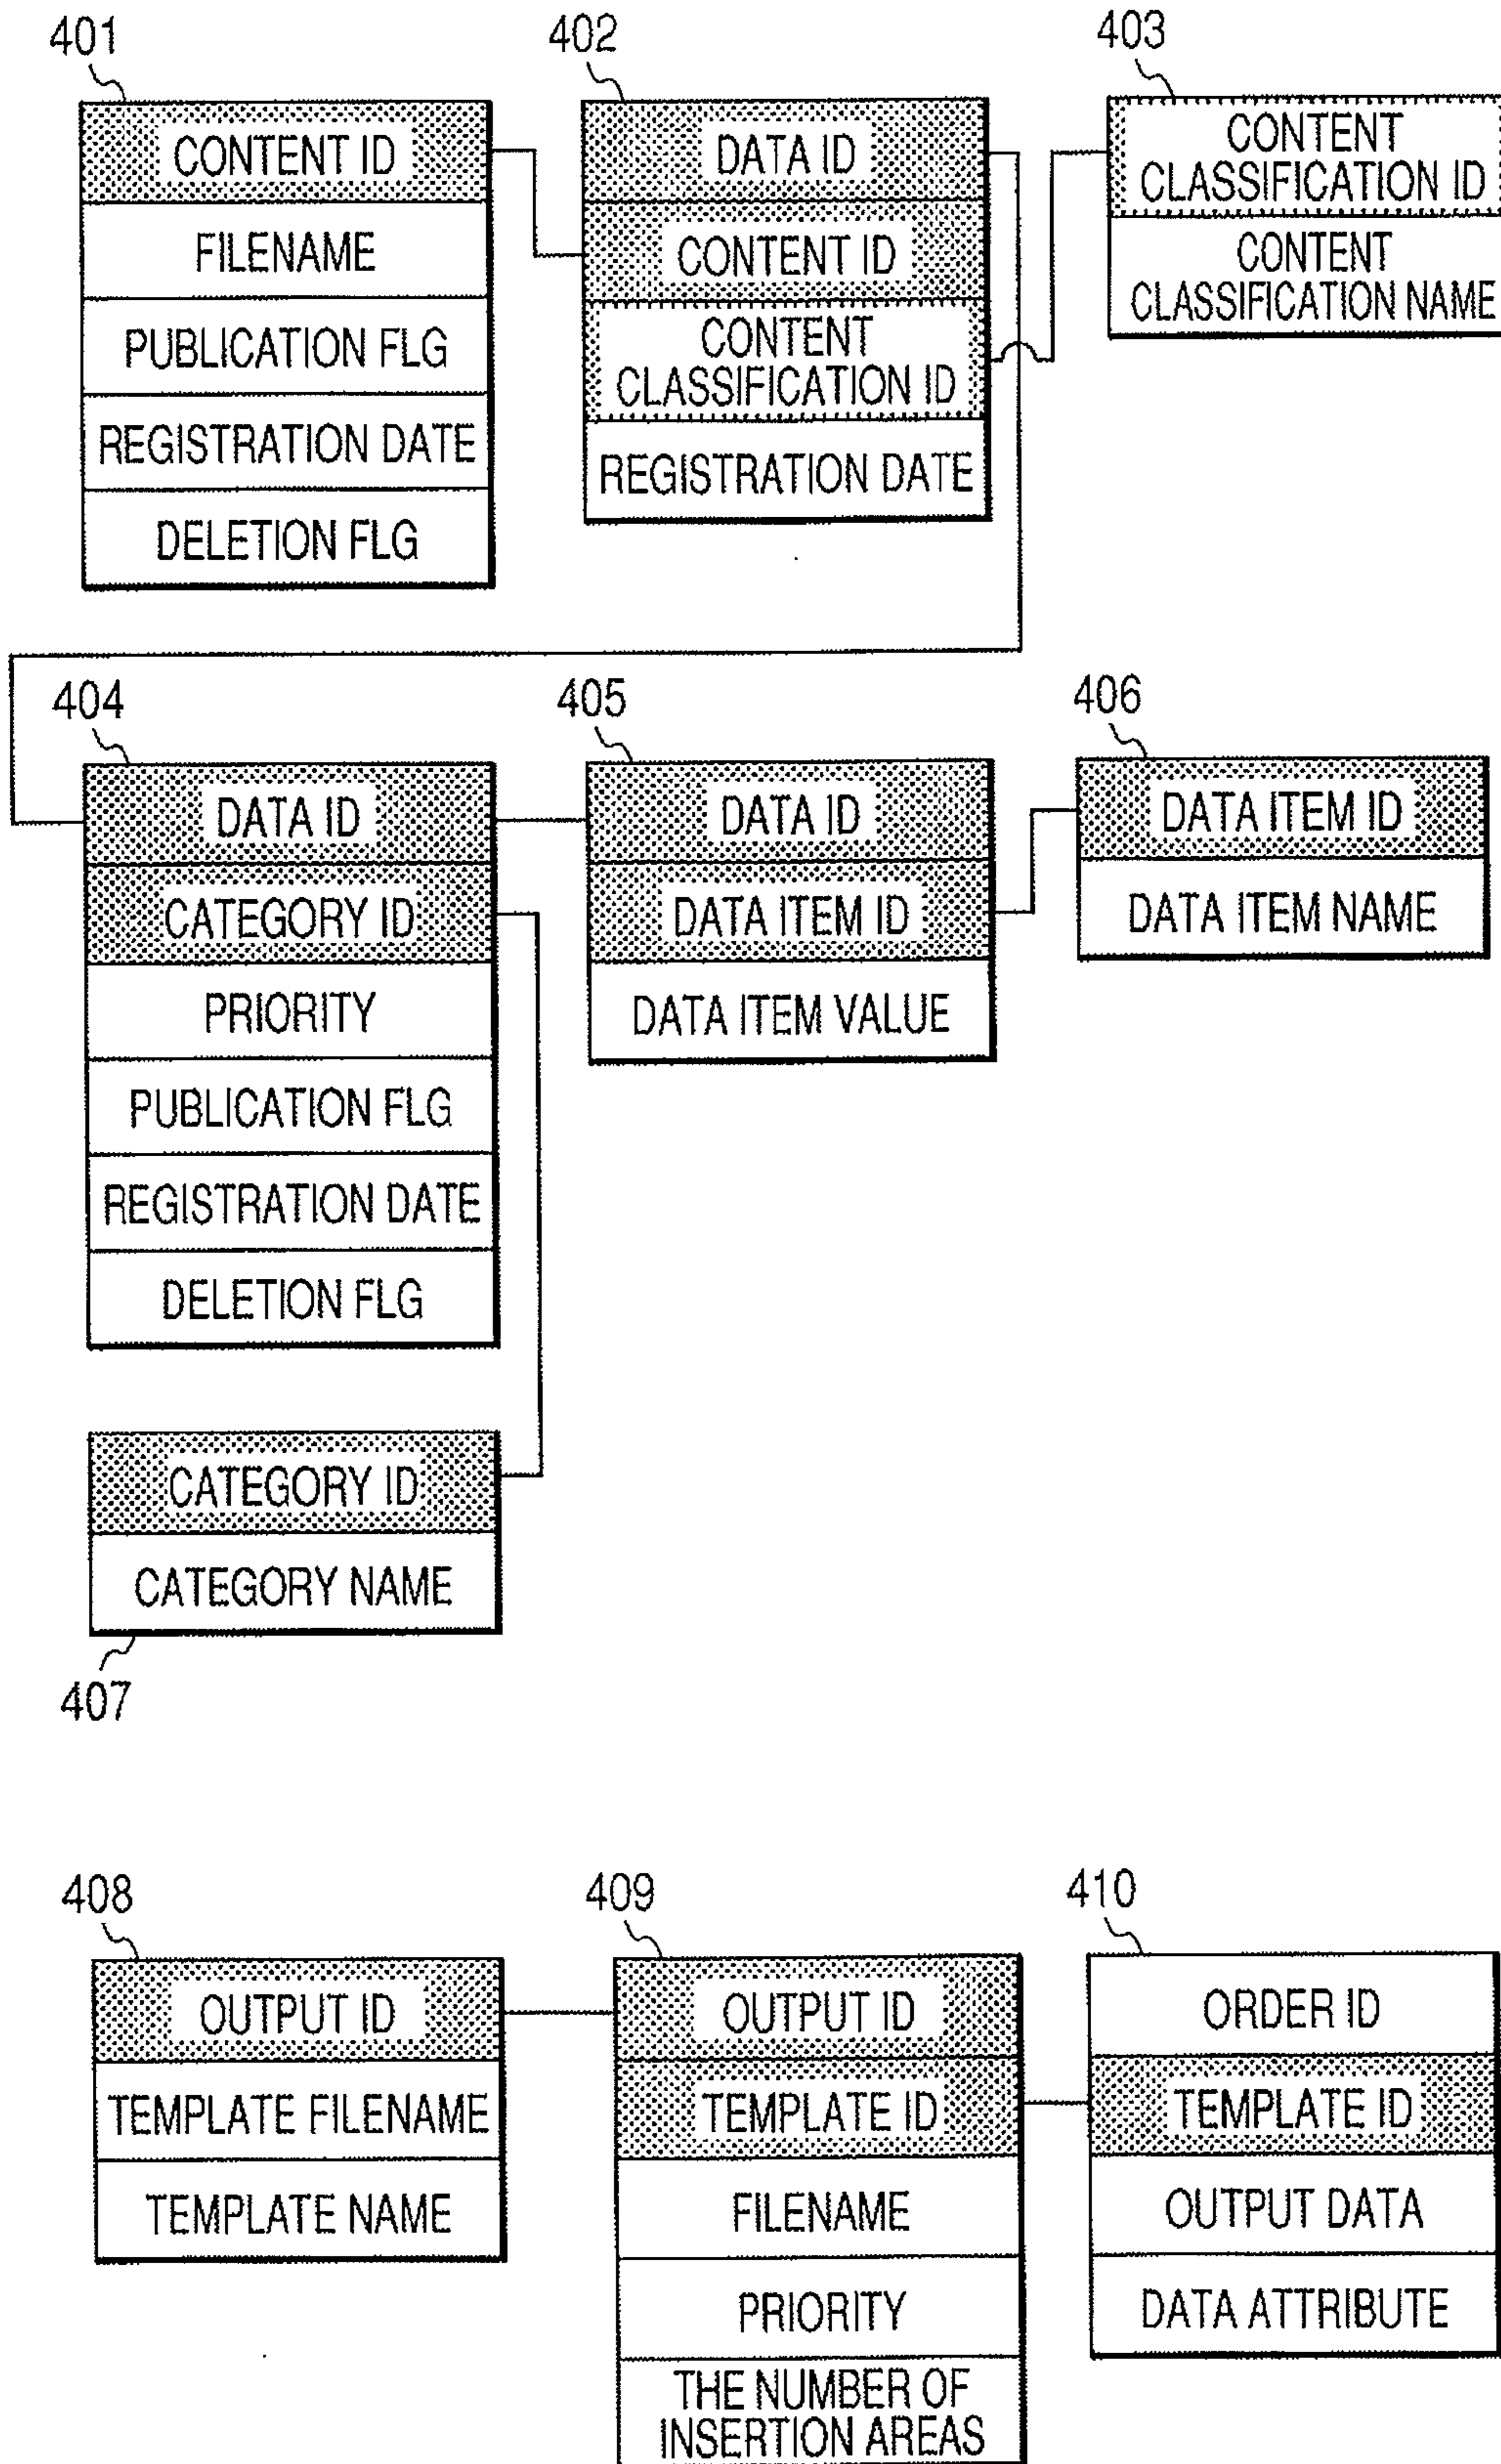 401
CONTENT ID
FILENAME
PUBLICATION FLG
REGISTRATION DATE
DELETION FLG
402
DATA ID
CONTENT ID
CONTENT
CLASSIFICATION ID
REGISTRATION DATE
403
CONTENT
CLASSIFICATION ID
CONTENT
CLASSIFICATION NAME
404
DATA ID
CATEGORY ID
PRIORITY
PUBLICATION FLG
REGISTRATION DATE
DELETION FLG
405
DATA ID
DATA ITEM ID
DATA ITEM VALUE
406
DATA ITEM ID
DATA ITEM NAME
CATEGORY ID
CATEGORY NAME
407
408
OUTPUT ID
TEMPLATE FILENAME
TEMPLATE NAME
409
OUTPUT ID
TEMPLATE ID
FILENAME
PRIORITY
THE NUMBER OF
INSERTION AREAS
410
ORDER ID
TEMPLATE ID
OUTPUT DATA
DATA ATTRIBUTE